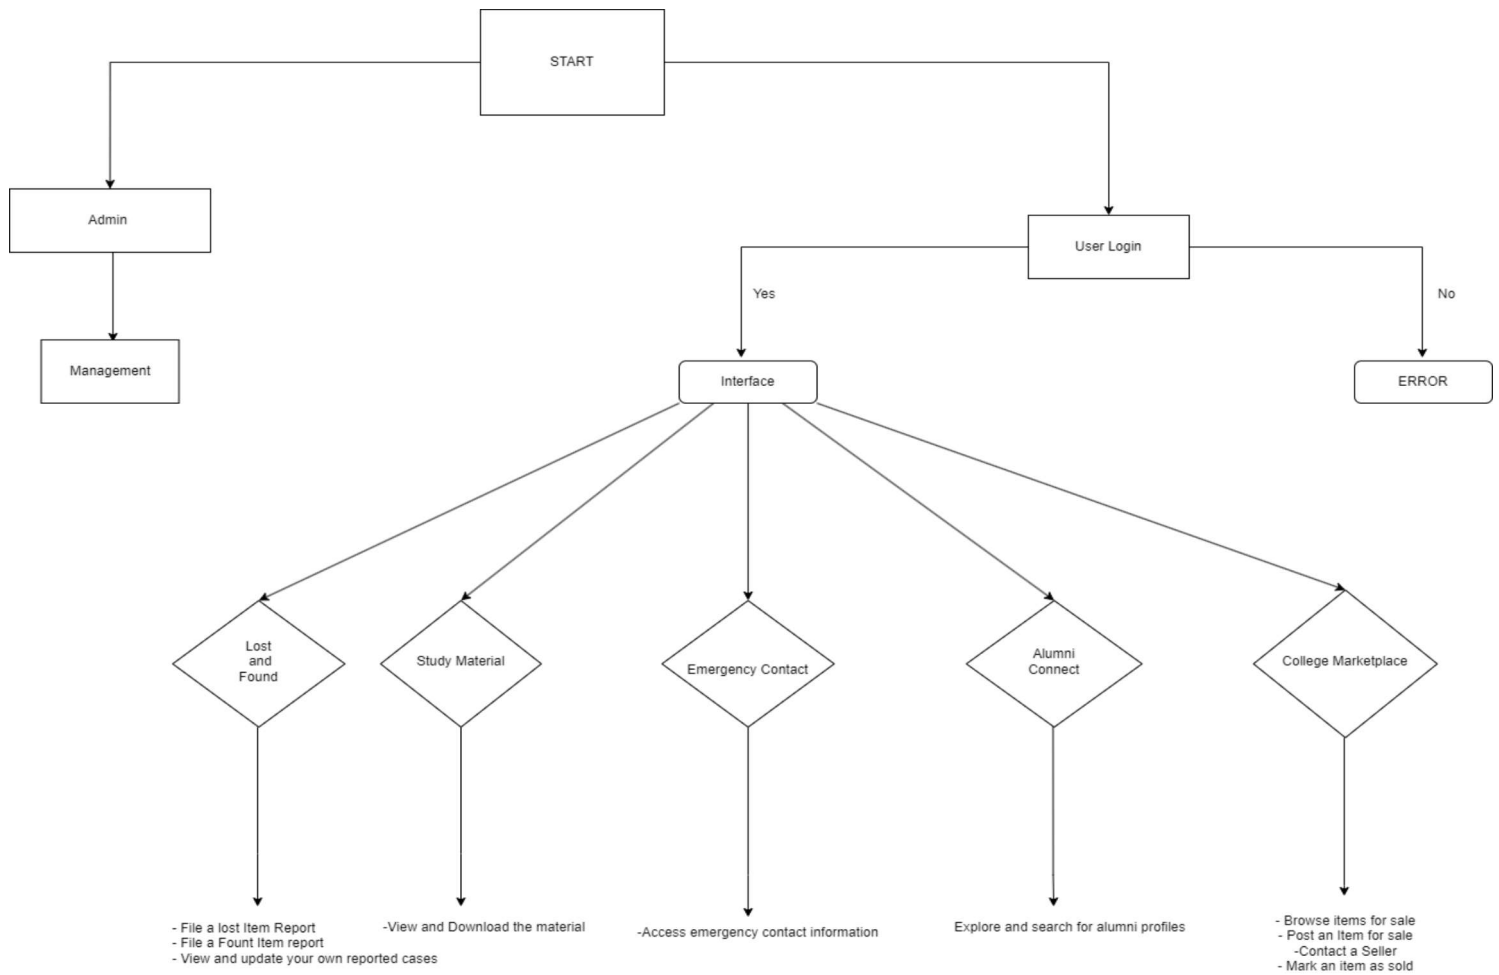 START
Admin
User Login
Yes
No
Management
Interface
ERROR
Lost
and
Found
Study Material
Emergency Contact
Alumni
Connect
College Marketplace
- File a lost Item Report
- File a Fount Item report
- View and update your own reported cases
-View and Download the material
-Access emergency contact information
Explore and search for alumni profiles
- Browse items for sale
- Post an Item for sale
-Contact a Seller
- Mark an item as sold